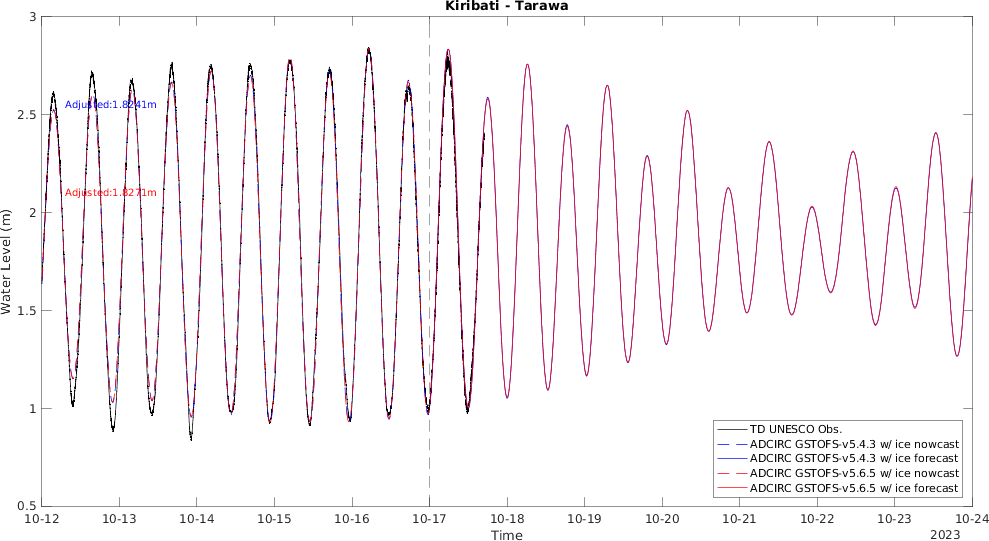 Kiribati - Tarawa
3
2.5
2
1.5
1
0.5
Water Level (m)
Adjusted:1.8241m
Adjusted:1.8271m
TD UNESCO Obs.
ADCIRC GSTOFS-v5.4.3 w/ ice nowcast
ADCIRC GSTOFS-v5.4.3 w/ ice forecast
ADCIRC GSTOFS-v5.6.5 w/ ice nowcast
ADCIRC GSTOFS-v5.6.5 w/ ice forecast
10-12 10-13 10-14 10-15 10-16 10-17 10-18 10-19 10-20 10-21 10-22 10-23 10-24
Time
2023